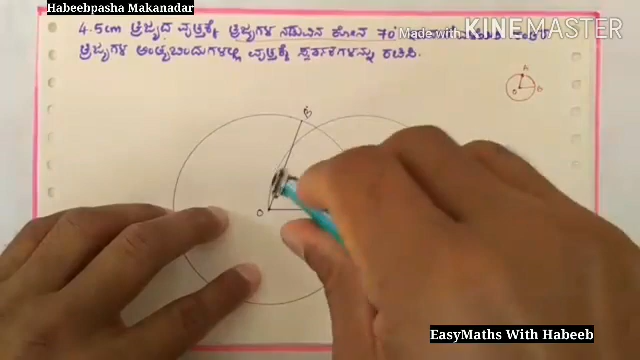 Habeebpasha Makanadar
4.5cm ತ್ರಿಜ್ಯದ ವೃತ್ತಕ್ಕೆ ತ್ರಿಜ್ಯಗಳ ನಡುವಿನ ಕೋನ 70°
Made with KINEMASTER
ತ್ರಿಜ್ಯಗಳ ಅಂತ್ಯಬಿಂದುಗಳಲ್ಲಿ ವೃತ್ತಕ್ಕೆ ಸ್ಪರ್ಶಕಗಳನ್ನು ರಚಿಸಿ.
A
O
B
B
O
EasyMaths With Habeeb